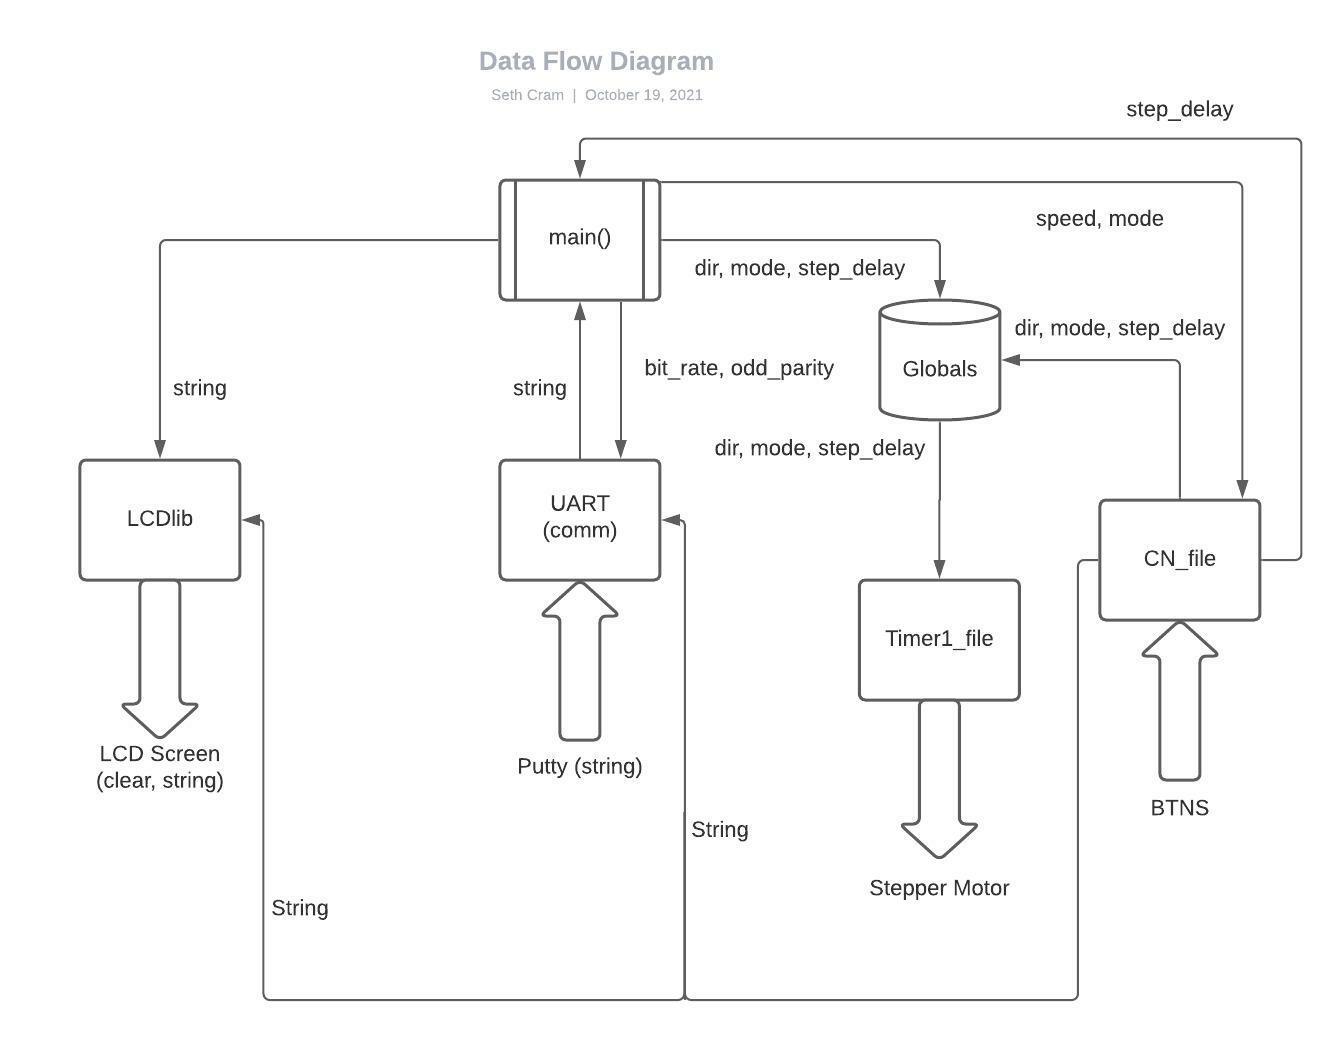 Data Flow Diagram
Seth Cram | October 19, 2021
step_delay
main()
speed, mode
dir, mode, step_delay
dir, mode, step_delay
Globals
string
string
bit_rate, odd_parity
dir, mode, step_delay
LCDlib
UART
(comm)
CN_file
Timer1_file
LCD Screen
(clear, string)
Putty (string)
BTNS
String
Stepper Motor
String